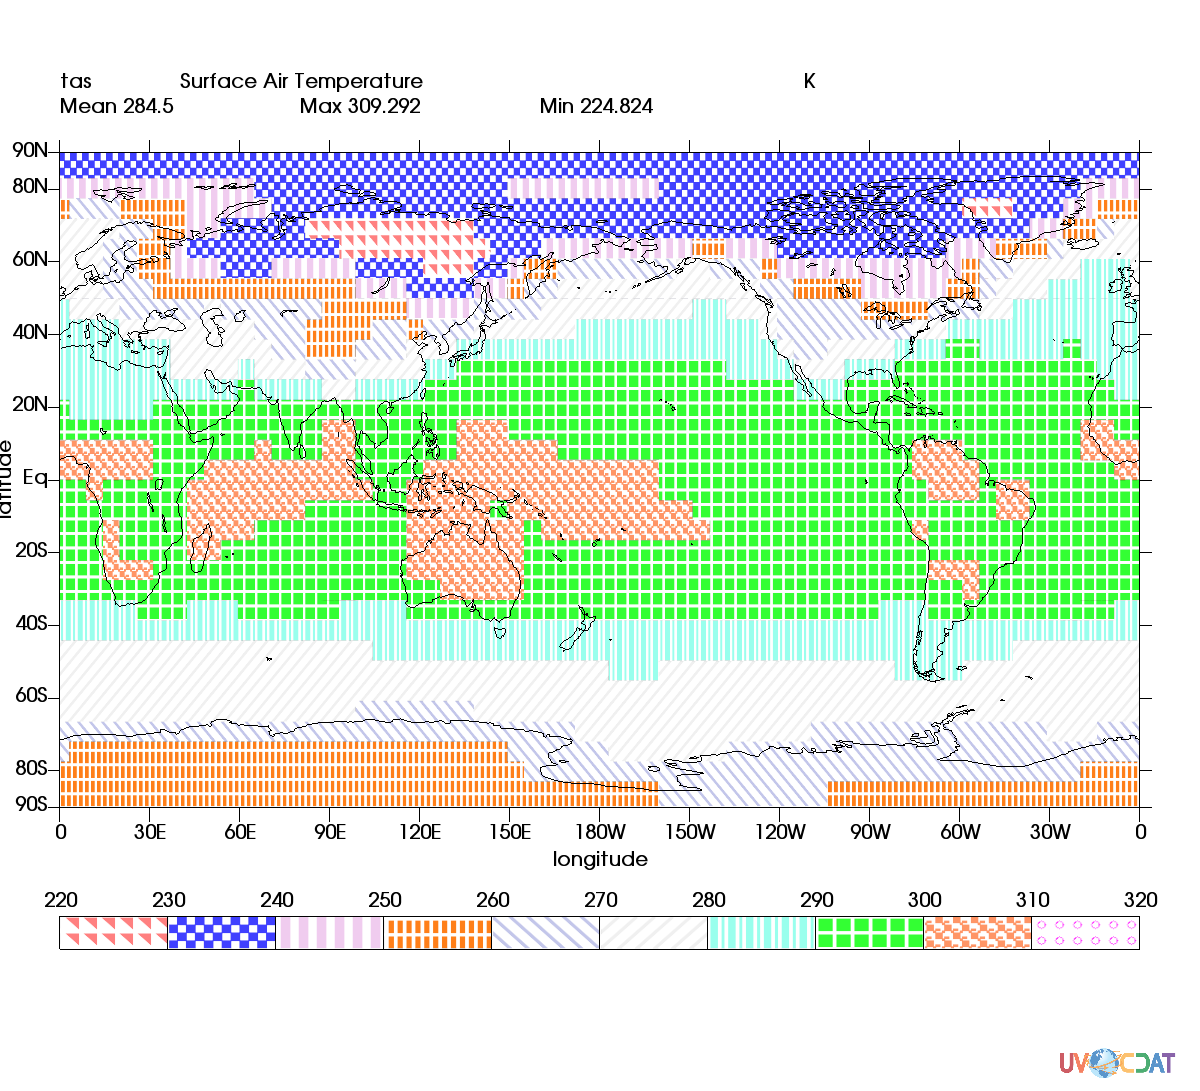 tas Surface Air Temperature K
Mean 284.5 Max 309.292 Min 224.824
90N
80N
60N
40N
20N
Eq
20S
40S
60S
80S
90S
latitude
0 30E 60E 90E 120E 150E 180W 150W 120W 90W 60W 30W 0
longitude
220 230 240 250 260 270 280 290 300 310 320
UV CDAT